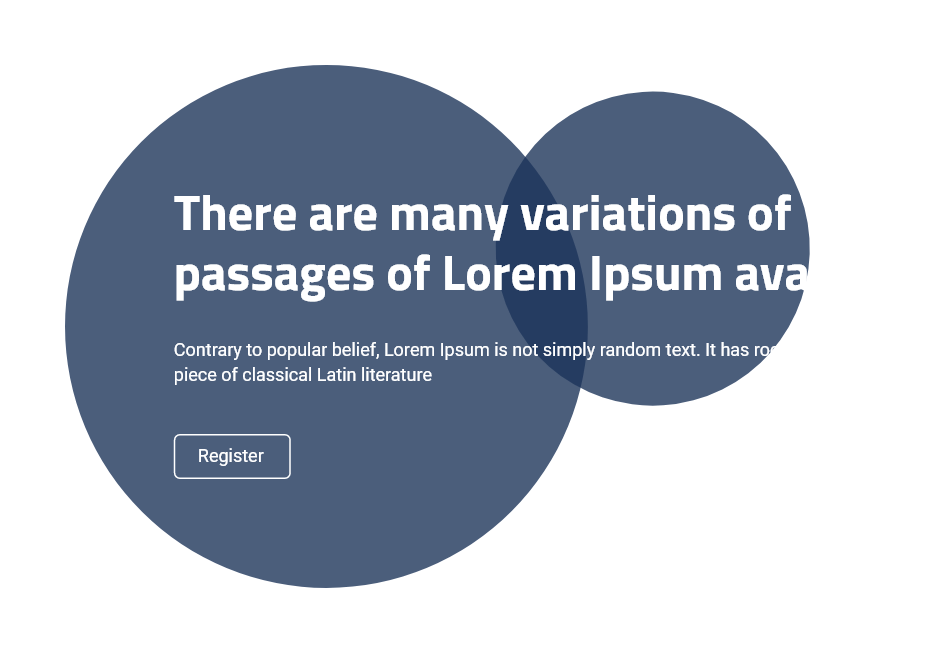 There are many variations of
passages of Lorem Ipsum ava
Contrary to popular belief, Lorem Ipsum is not simply random text. It has
piece of classical Latin literature
Register